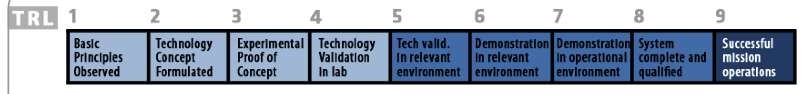 TRL 1 2 3 4 5 6 7 8 9
Basic Principles Observed
Technology Concept Formulated
Experimental Proof of Concept
Technology Validation In lab
Tech valid. In relevant environment
Demonstration In relevant environment
Demonstration In operational environment
System complete and qualified
Successful mission operations